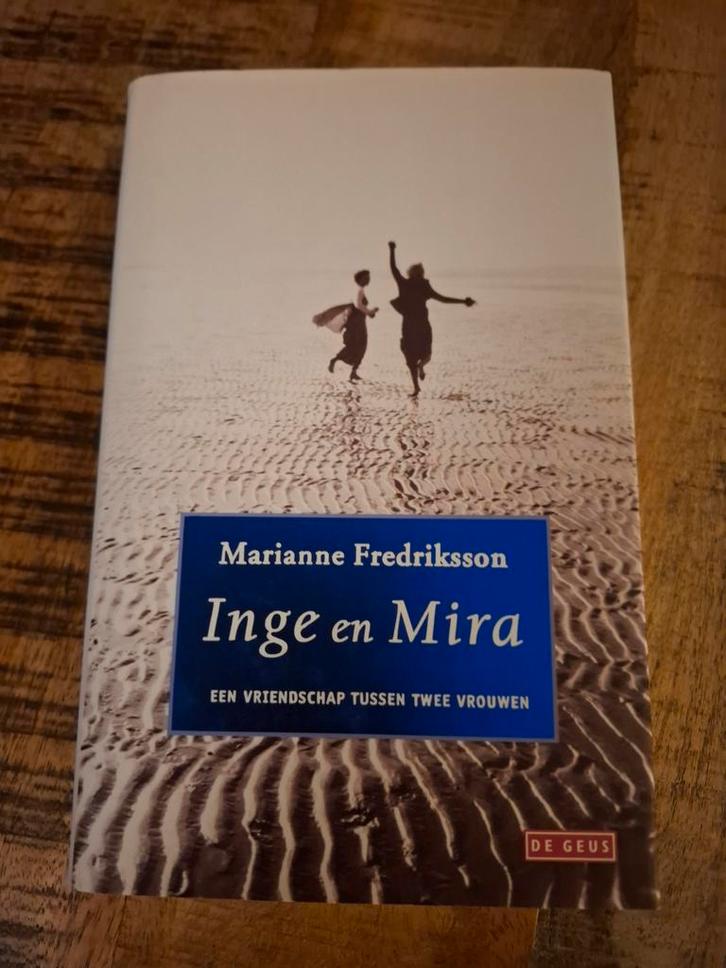 Marianne Fredriksson
Inge en Mira
EEN VRIENDSCHAP TUSSEN TWEE VROUWEN
DE GEUS